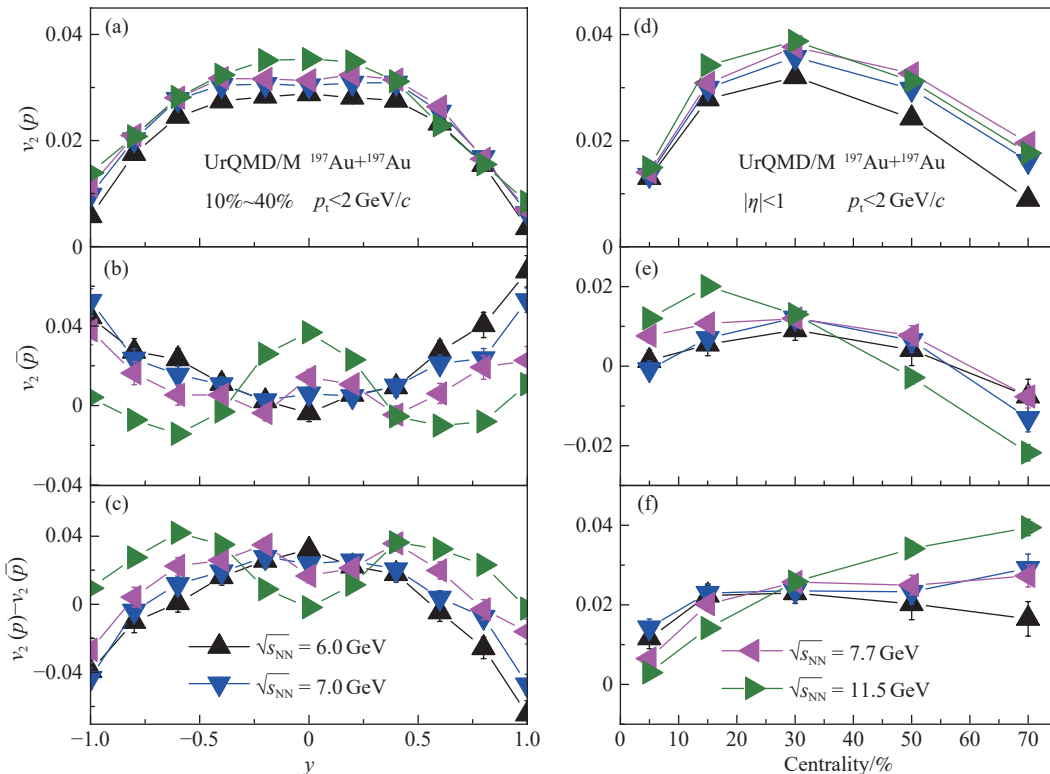 (a)
v₂ (p)
0.04
0.02
0
UrQMD/M ¹⁹⁷Au+¹⁹⁷Au
10%~40% pₜ<2 GeV/c
(b)
v₂ (p̅)
0.04
0
−0.04
(c)
v₂ (p)−v₂ (p̅)
0.04
0
−0.04
√sNN = 6.0 GeV
√sNN = 7.0 GeV
−1.0 −0.5 0 0.5 1.0
y
(d)
0.04
0.02
0
UrQMD/M ¹⁹⁷Au+¹⁹⁷Au
|η|<1 pₜ<2 GeV/c
(e)
0.02
0
−0.02
(f)
0.04
0.02
0
√sNN = 7.7 GeV
√sNN = 11.5 GeV
0 10 20 30 40 50 60 70
Centrality/%